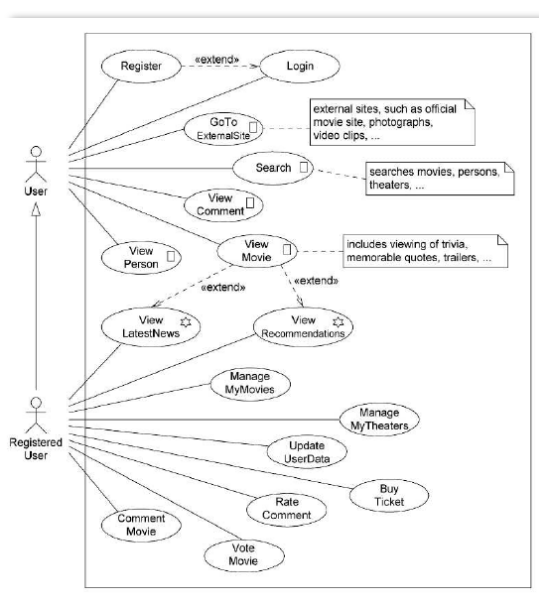 Register
«extend»
Login
GoTo
ExternalSite
external sites, such as official
movie site, photographs,
video clips, ...
User
Search
searches movies, persons,
theaters, ...
View
Comment
View
Person
View
Movie
includes viewing of trivia,
memorable quotes, trailers, ...
«extend»
«extend»
View
LatestNews
View
Recommendations
Manage
MyMovies
Registered
User
Manage
MyTheaters
Update
UserData
Buy
Ticket
Rate
Comment
Comment
Movie
Vote
Movie